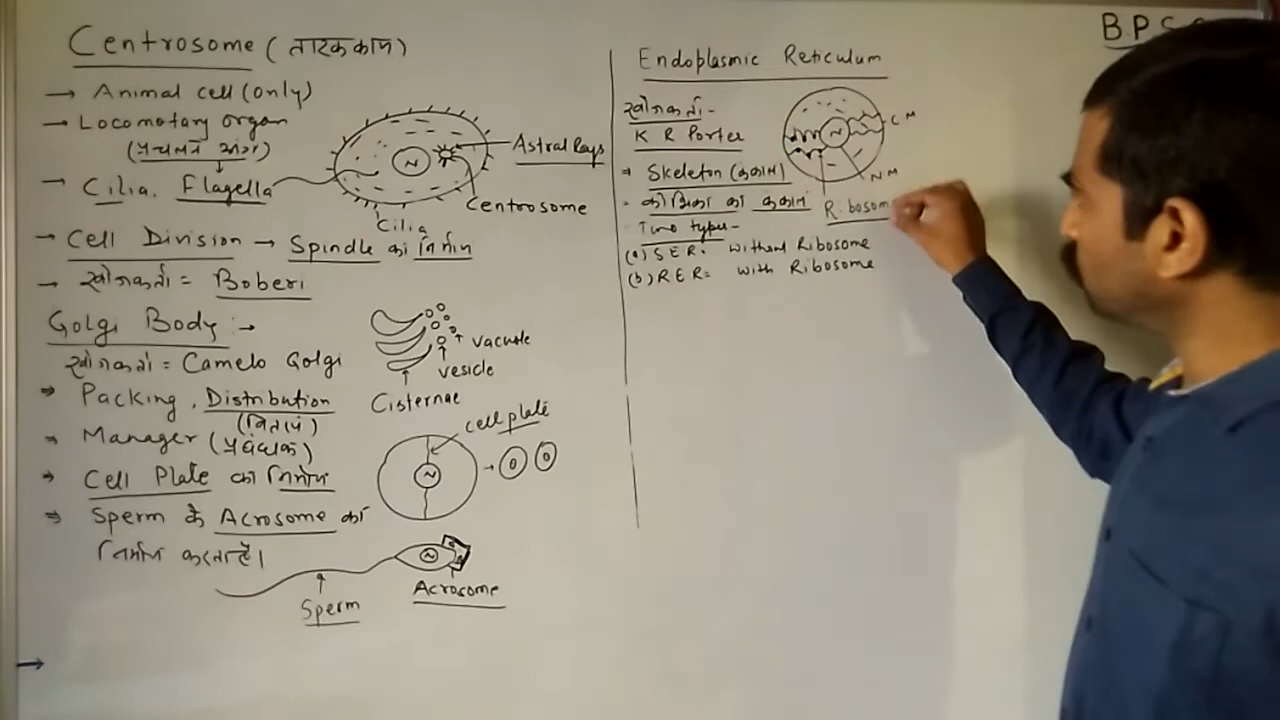 Centrosome (तारककाय)
→ Animal cell (only)
→ Locomotary organ
(प्रचलन अंग)
→ Cilia, Flagella
Astral Rays
Centrosome
Cilia
→ Cell Division → Spindle का निर्माण
→ खोजकर्ता = Boberi
Golgi Body →
खोजकर्ता = Camelo Golgi
⇒ Packing, Distribution
(वितरण)
⇒ Manager (प्रबंधक)
⇒ Cell Plate का निर्माण
⇒ Sperm के Acrosome का
निर्माण करता है।
vacuole
vesicle
Cisternae
cell plate
N
Sperm
Acrosome
→
Endoplasmic Reticulum
खोजकर्ता -
K R Porter
⇒ Skeleton (कंकाल)
- कोशिका का कंकाल
Two types -
(a) SER = without Ribosome
(b) RER = with Ribosome
N
C M
N M
Ribosom
BPSC